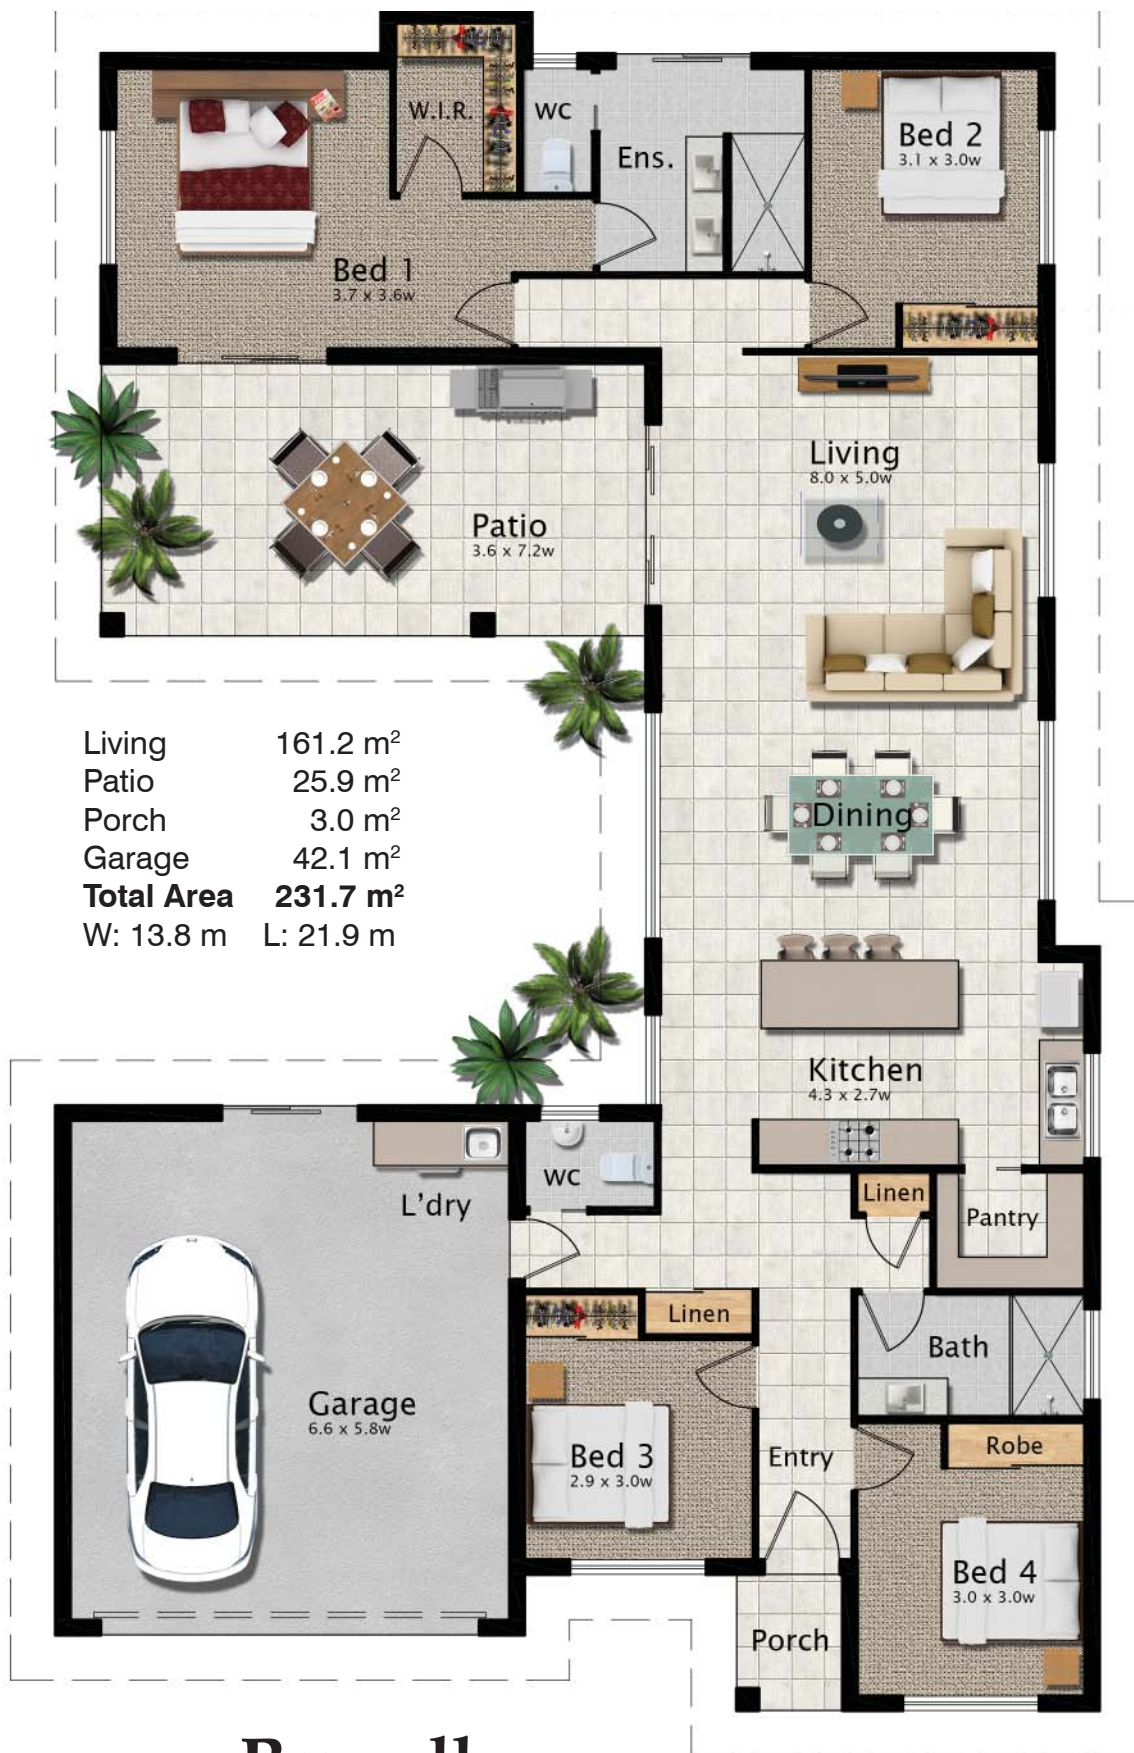 W.I.R.
WC
Ens.
Bed 2
3.1 x 3.0w
Bed 1
3.7 x 3.6w
Living
8.0 x 5.0w
Patio
3.6 x 7.2w
Living 161.2 m²
Patio 25.9 m²
Porch 3.0 m²
Garage 42.1 m²
Total Area 231.7 m²
W: 13.8 m L: 21.9 m
Dining
Kitchen
4.3 x 2.7w
WC
L'dry
Linen
Pantry
Linen
Bath
Garage
6.6 x 5.8w
Bed 3
2.9 x 3.0w
Entry
Robe
Bed 4
3.0 x 3.0w
Porch